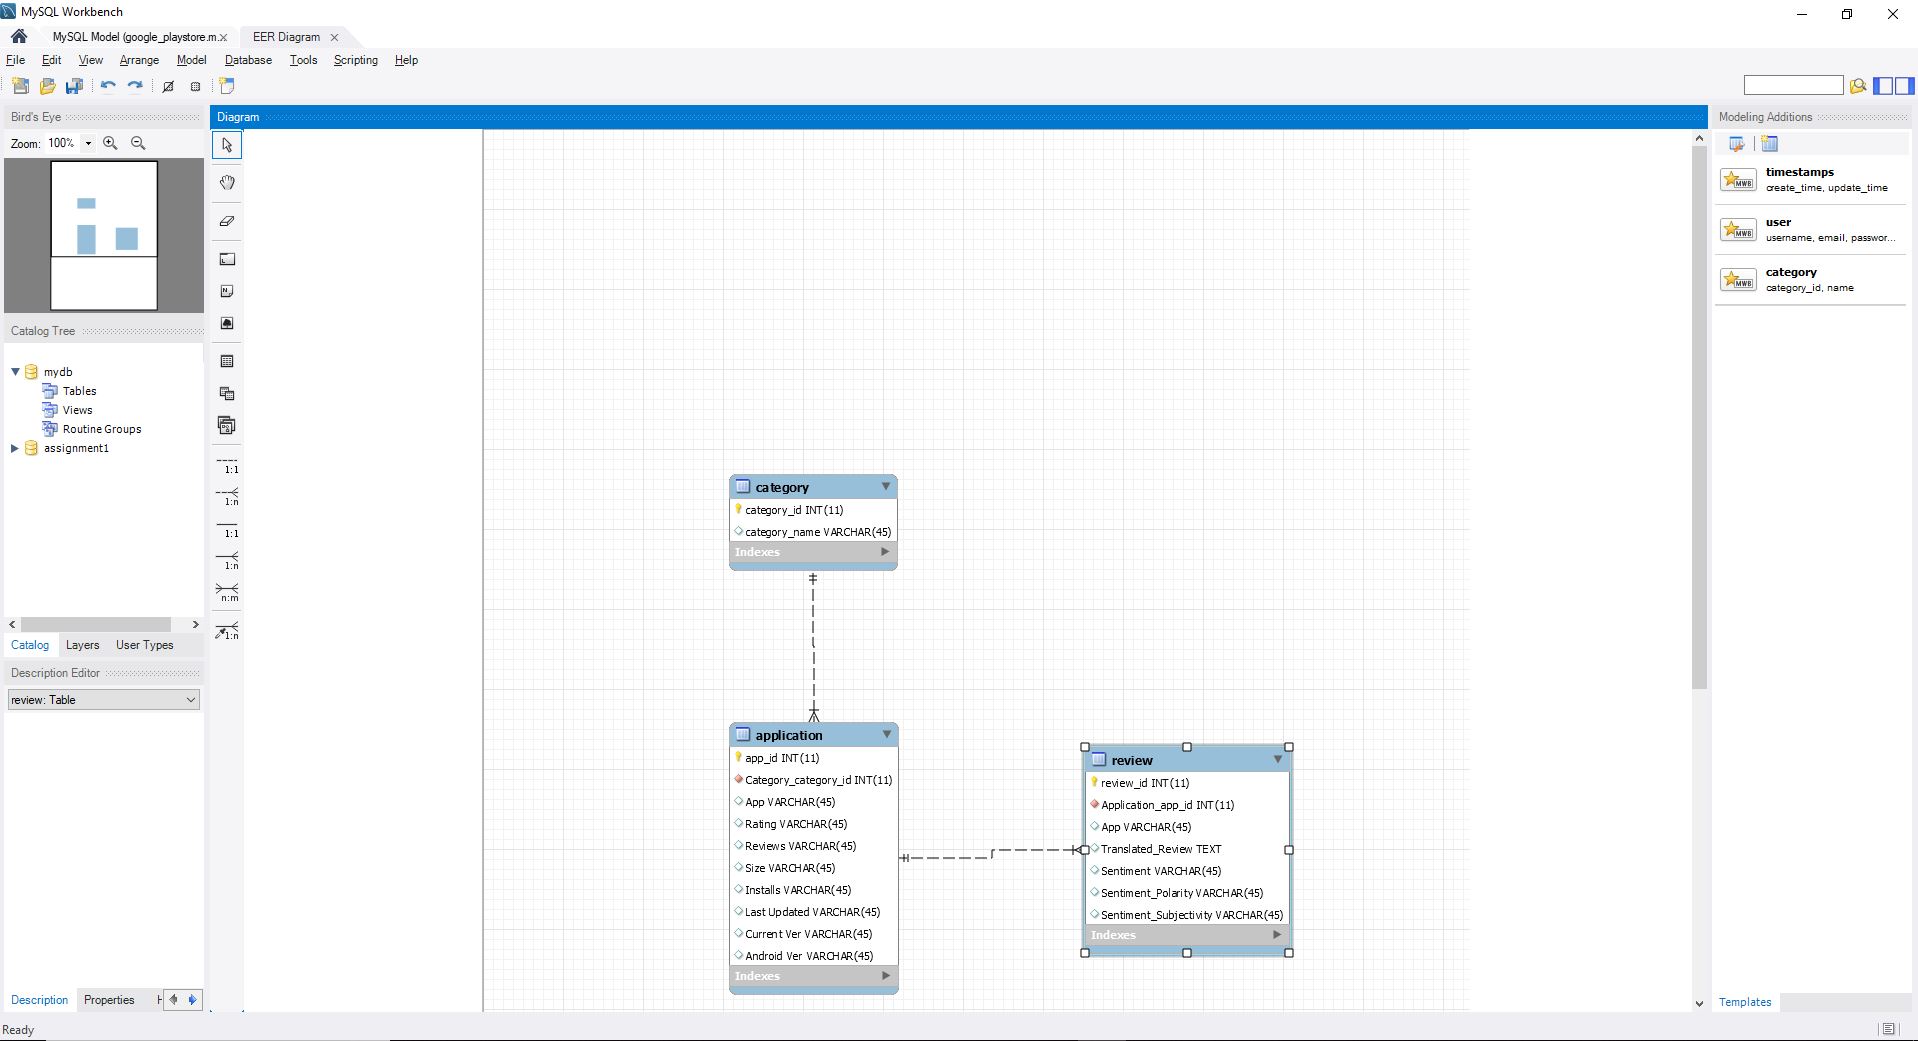 MySQL Workbench
MySQL Model (google_playstore.m. x
EER Diagram x
File Edit View Arrange Model Database Tools Scripting Help
Bird's Eye
Zoom: 100%
Catalog Tree
mydb
Tables
Views
Routine Groups
assignment1
Catalog Layers User Types
Description Editor
review: Table
Description Properties H
Ready
Diagram
1:1
1:n
1:1
1:n
n:m
1:n
category
category_id INT(11)
category_name VARCHAR(45)
Indexes
application
app_id INT(11)
Category_category_id INT(11)
App VARCHAR(45)
Rating VARCHAR(45)
Reviews VARCHAR(45)
Size VARCHAR(45)
Installs VARCHAR(45)
Last Updated VARCHAR(45)
Current Ver VARCHAR(45)
Android Ver VARCHAR(45)
Indexes
review
review_id INT(11)
Application_app_id INT(11)
App VARCHAR(45)
Translated_Review TEXT
Sentiment VARCHAR(45)
Sentiment_Polarity VARCHAR(45)
Sentiment_Subjectivity VARCHAR(45)
Indexes
Modeling Additions
MWB
timestamps
create_time, update_time
MWB
user
username, email, passwor...
MWB
category
category_id, name
Templates